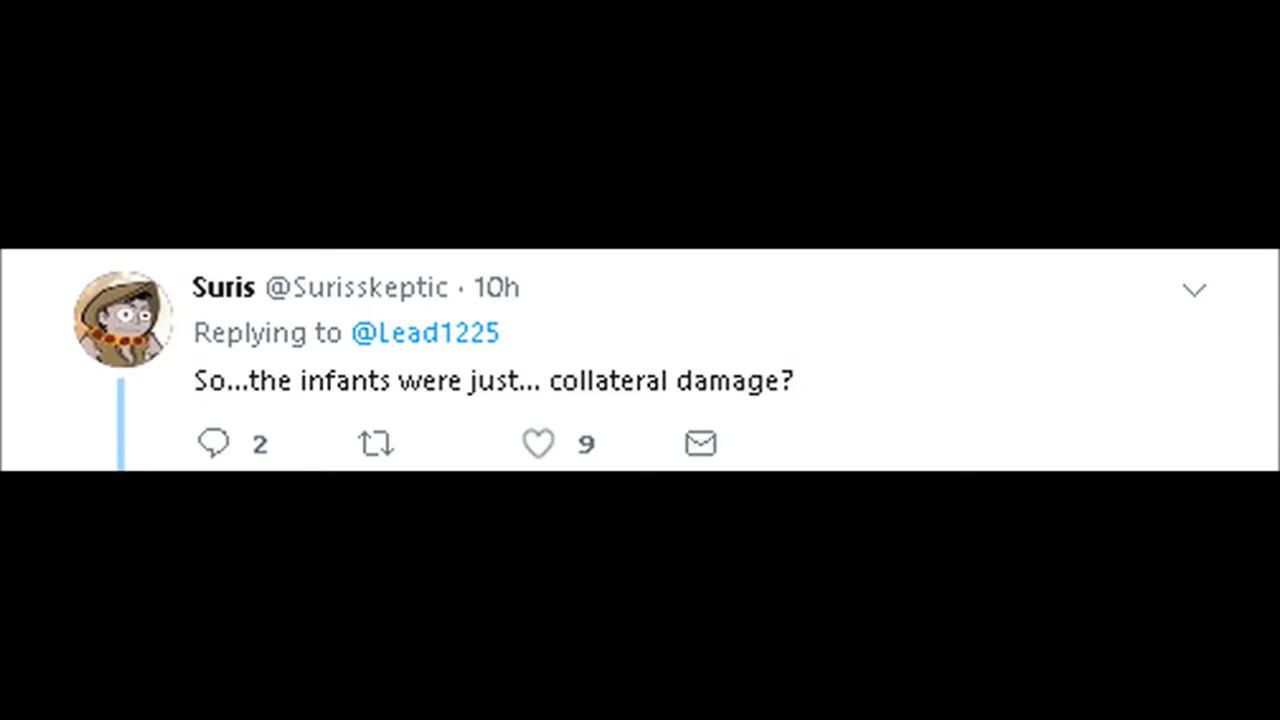 Suris @Surisskeptic · 10h
Replying to @Lead1225
So...the infants were just... collateral damage?
2 9